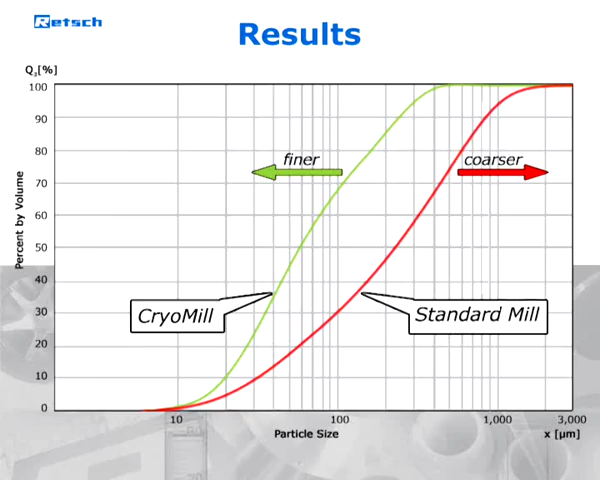 Retsch
Results
Q₃[%]
100
90
80
70
60
50
40
30
20
10
0
Percent by Volume
finer
coarser
CryoMill
Standard Mill
10
100
1,000
3,000
Particle Size
x [µm]